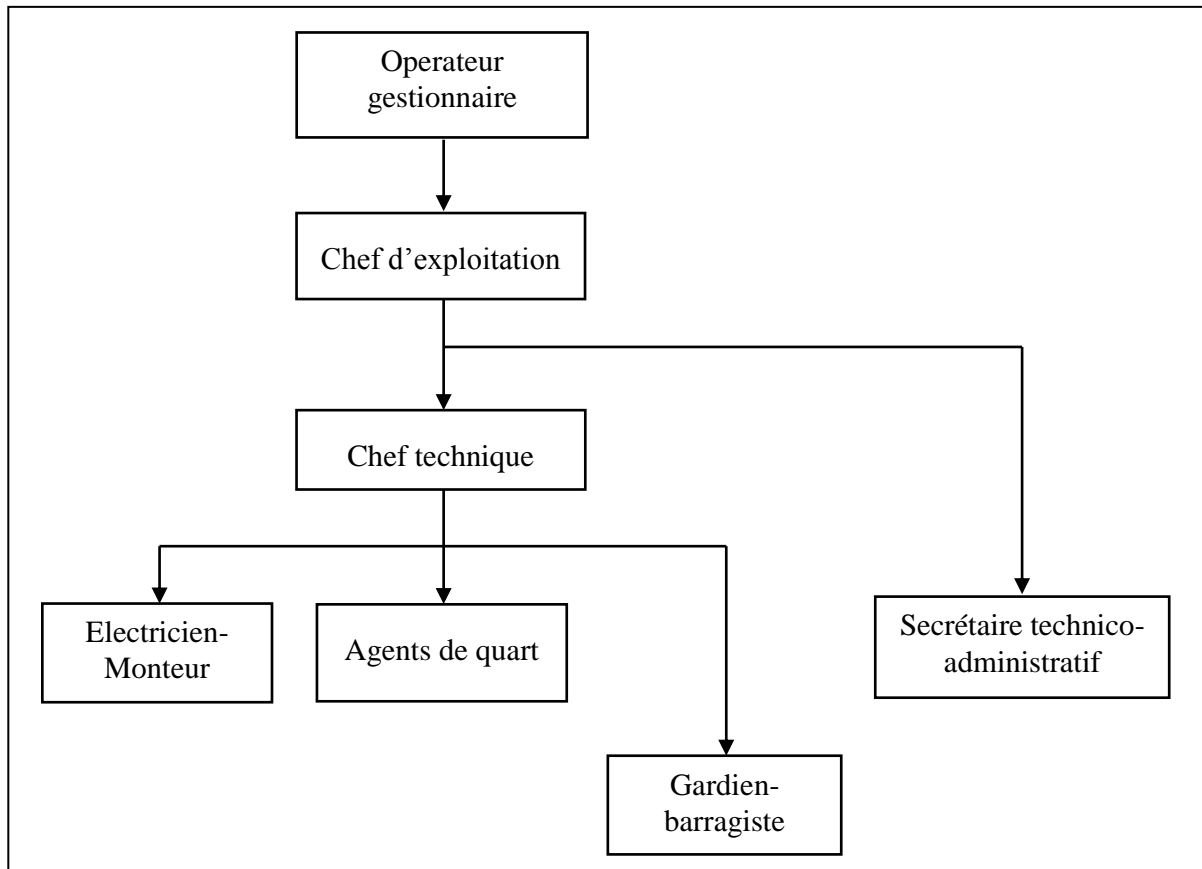 Operateur
gestionnaire
Chef d’exploitation
Chef technique
Electricien-
Monteur
Agents de quart
Secrétaire technico-
administratif
Gardien-
barragiste